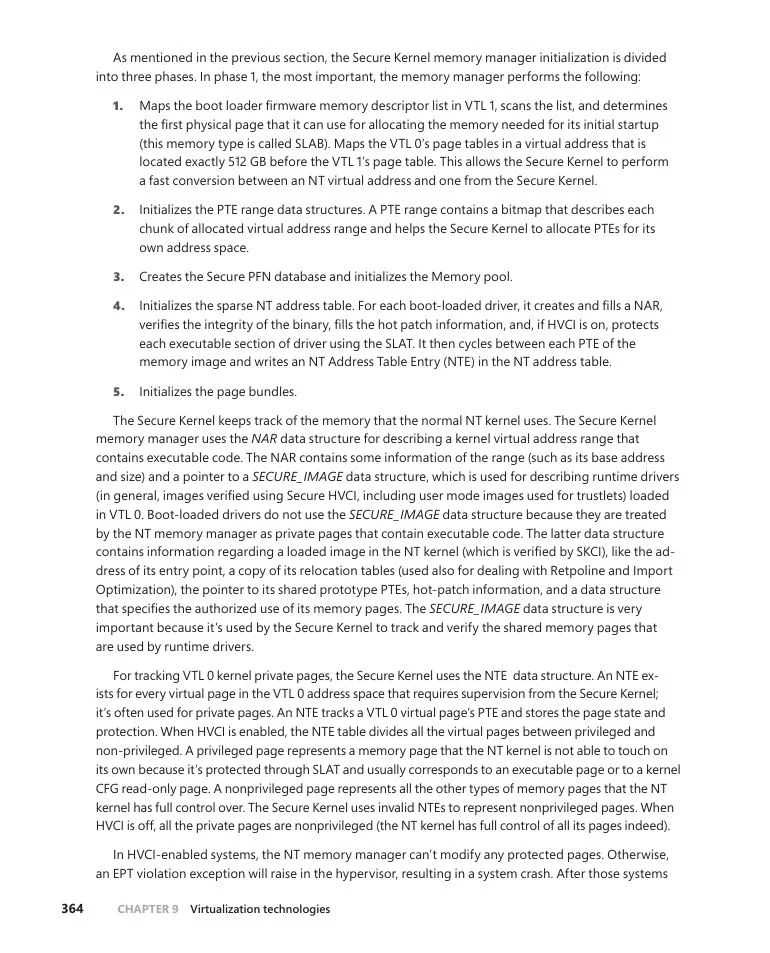 As mentioned in the previous section, the Secure Kernel memory manager initialization is divided
into three phases. In phase 1, the most important, the memory manager performs the following:
1. Maps the boot loader firmware memory descriptor list in VTL 1, scans the list, and determines
the first physical page that it can use for allocating the memory needed for its initial startup
(this memory type is called SLAB). Maps the VTL 0's page tables in a virtual address that is
located exactly 512 GB before the VTL 1's page table. This allows the Secure Kernel to perform
a fast conversion between an NT virtual address and one from the Secure Kernel.
2. Initializes the PTE range data structures. A PTE range contains a bitmap that describes each
chunk of allocated virtual address range and helps the Secure Kernel to allocate PTEs for its
own address space.
3. Creates the Secure PFN database and initializes the Memory pool.
4. Initializes the sparse NT address table. For each boot-loaded driver, it creates and fills a NAR,
verifies the integrity of the binary, fills the hot patch information, and, if HVCI is on, protects
each executable section of driver using the SLAT. It then cycles between each PTE of the
memory image and writes an NT Address Table Entry (NTE) in the NT address table.
5. Initializes the page bundles.
The Secure Kernel keeps track of the memory that the normal NT kernel uses. The Secure Kernel
memory manager uses the NAR data structure for describing a kernel virtual address range that
contains executable code. The NAR contains some information of the range (such as its base address
and size) and a pointer to a SECURE_IMAGE data structure, which is used for describing runtime drivers
(in general, images verified using Secure HVCI, including user mode images used for trustlets) loaded
in VTL 0. Boot-loaded drivers do not use the SECURE_IMAGE data structure because they are treated
by the NT memory manager as private pages that contain executable code. The latter data structure
contains information regarding a loaded image in the NT kernel (which is verified by SKCI), like the ad-
dress of its entry point, a copy of its relocation tables (used also for dealing with Retpoline and Import
Optimization), the pointer to its shared prototype PTEs, hot-patch information, and a data structure
that specifies the authorized use of its memory pages. The SECURE_IMAGE data structure is very
important because it's used by the Secure Kernel to track and verify the shared memory pages that
are used by runtime drivers.
For tracking VTL 0 kernel private pages, the Secure Kernel uses the NTE data structure. An NTE ex-
ists for every virtual page in the VTL 0 address space that requires supervision from the Secure Kernel;
it's often used for private pages. An NTE tracks a VTL 0 virtual page's PTE and stores the page state and
protection. When HVCI is enabled, the NTE table divides all the virtual pages between privileged and
non-privileged. A privileged page represents a memory page that the NT kernel is not able to touch on
its own because it's protected through SLAT and usually corresponds to an executable page or to a kernel
CFG read-only page. A nonprivileged page represents all the other types of memory pages that the NT
kernel has full control over. The Secure Kernel uses invalid NTEs to represent nonprivileged pages. When
HVCI is off, all the private pages are nonprivileged (the NT kernel has full control of all its pages indeed).
In HVCI-enabled systems, the NT memory manager can't modify any protected pages. Otherwise,
an EPT violation exception will raise in the hypervisor, resulting in a system crash. After those systems
364 CHAPTER 9 Virtualization technologies